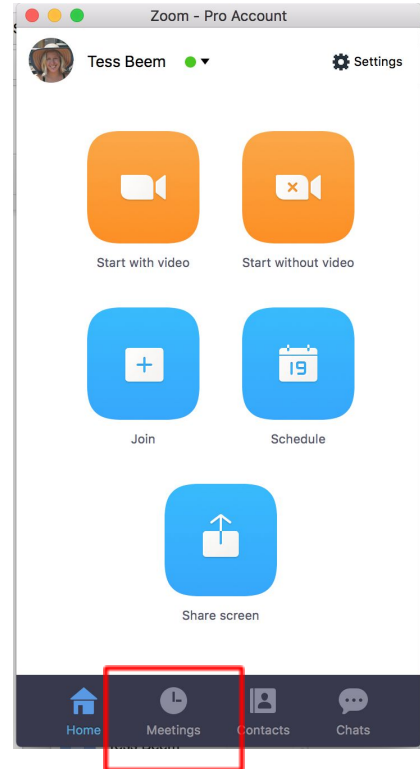 Zoom - Pro Account
Tess Beem
Settings
Start with video Start without video
19
Join Schedule
Share screen
Home Meetings Contacts Chats